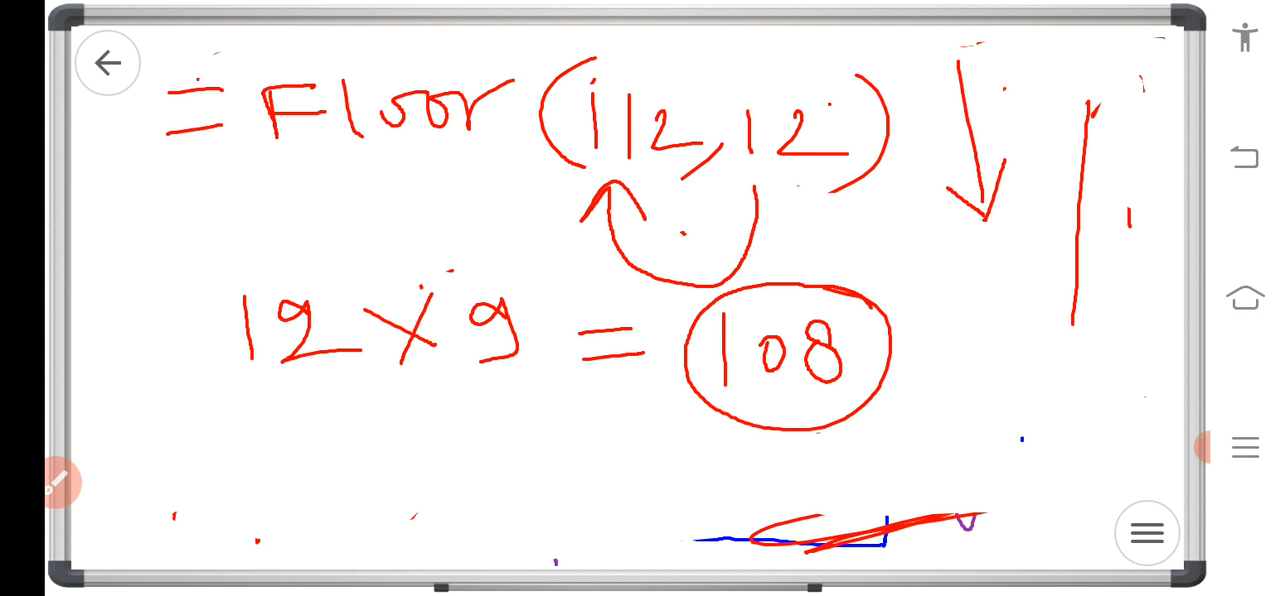 = Floor (112, 12)
12 × 9 = 108